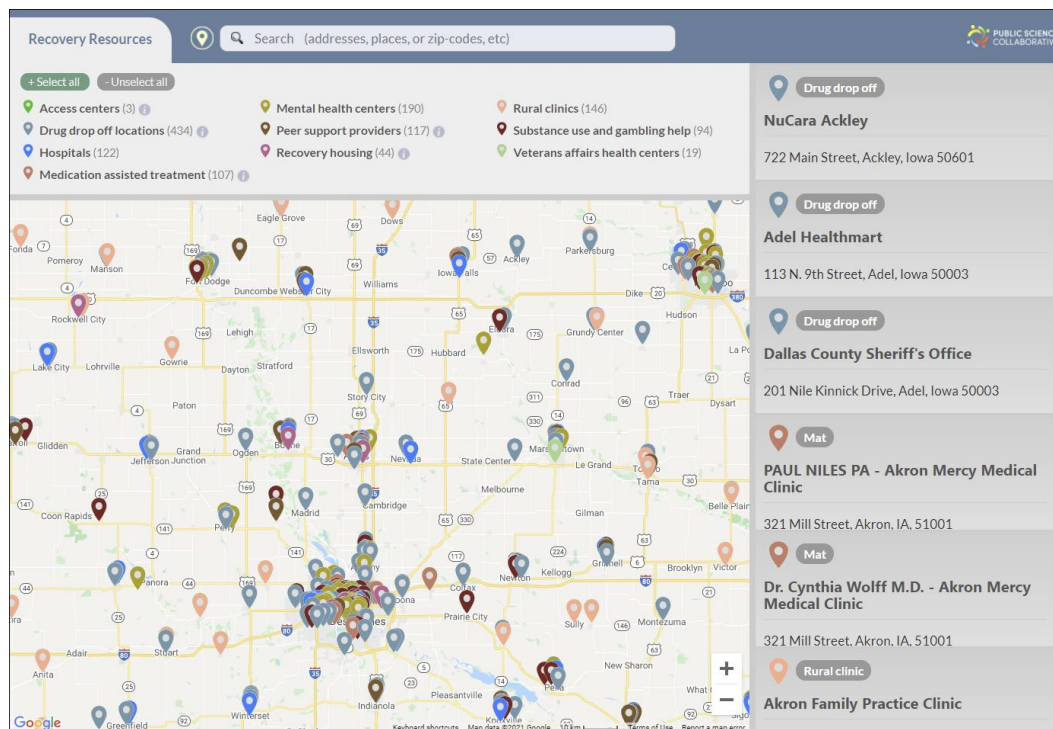 Recovery Resources
Search (addresses, places, or zip-codes, etc)
PUBLIC SCIENCE
COLLABORATIVE
+ Select all
- Unselect all
Access centers (3)
Mental health centers (190)
Rural clinics (146)
Drug drop off locations (434)
Peer support providers (117)
Substance use and gambling help (94)
Hospitals (122)
Recovery housing (44)
Veterans affairs health centers (19)
Medication assisted treatment (107)
Eagle Grove
Dows
Pomeroy
Manson
Fort Dodge
Duncombe
Webster City
Williams
Iowa Falls
Ackley
Parkersburg
Dike
Hudson
Rockwell City
Lehigh
Eldora
Grundy Center
Lake City
Lohrville
Gowrie
Dayton
Stratford
Ellsworth
Hubbard
Story City
Conrad
Traer
Dysart
Paton
Glidden
Jefferson
Grand
Junction
Ogden
Boone
Nevada
State Center
Marshalltown
Le Grand
Toledo
Tama
Melbourne
Coon Rapids
Madrid
Cambridge
Gilman
Belle Plaine
Perry
Panora
Newton
Kellogg
Grinnell
Brooklyn
Victor
Colfax
Des Moines
Prairie City
Sully
Montezuma
Adair
Stuart
Anita
New Sharon
Pella
Pleasantville
Indianola
Winterset
Greenfield
Knoxville
What
Google
Keyboard shortcuts
Map data ©2021 Google
10 km
Terms of Use
Report a map error
+
−
Drug drop off
NuCara Ackley
722 Main Street, Ackley, Iowa 50601
Drug drop off
Adel Healthmart
113 N. 9th Street, Adel, Iowa 50003
Drug drop off
Dallas County Sheriff's Office
201 Nile Kinnick Drive, Adel, Iowa 50003
Mat
PAUL NILES PA - Akron Mercy Medical
Clinic
321 Mill Street, Akron, IA, 51001
Mat
Dr. Cynthia Wolff M.D. - Akron Mercy
Medical Clinic
321 Mill Street, Akron, IA, 51001
Rural clinic
Akron Family Practice Clinic